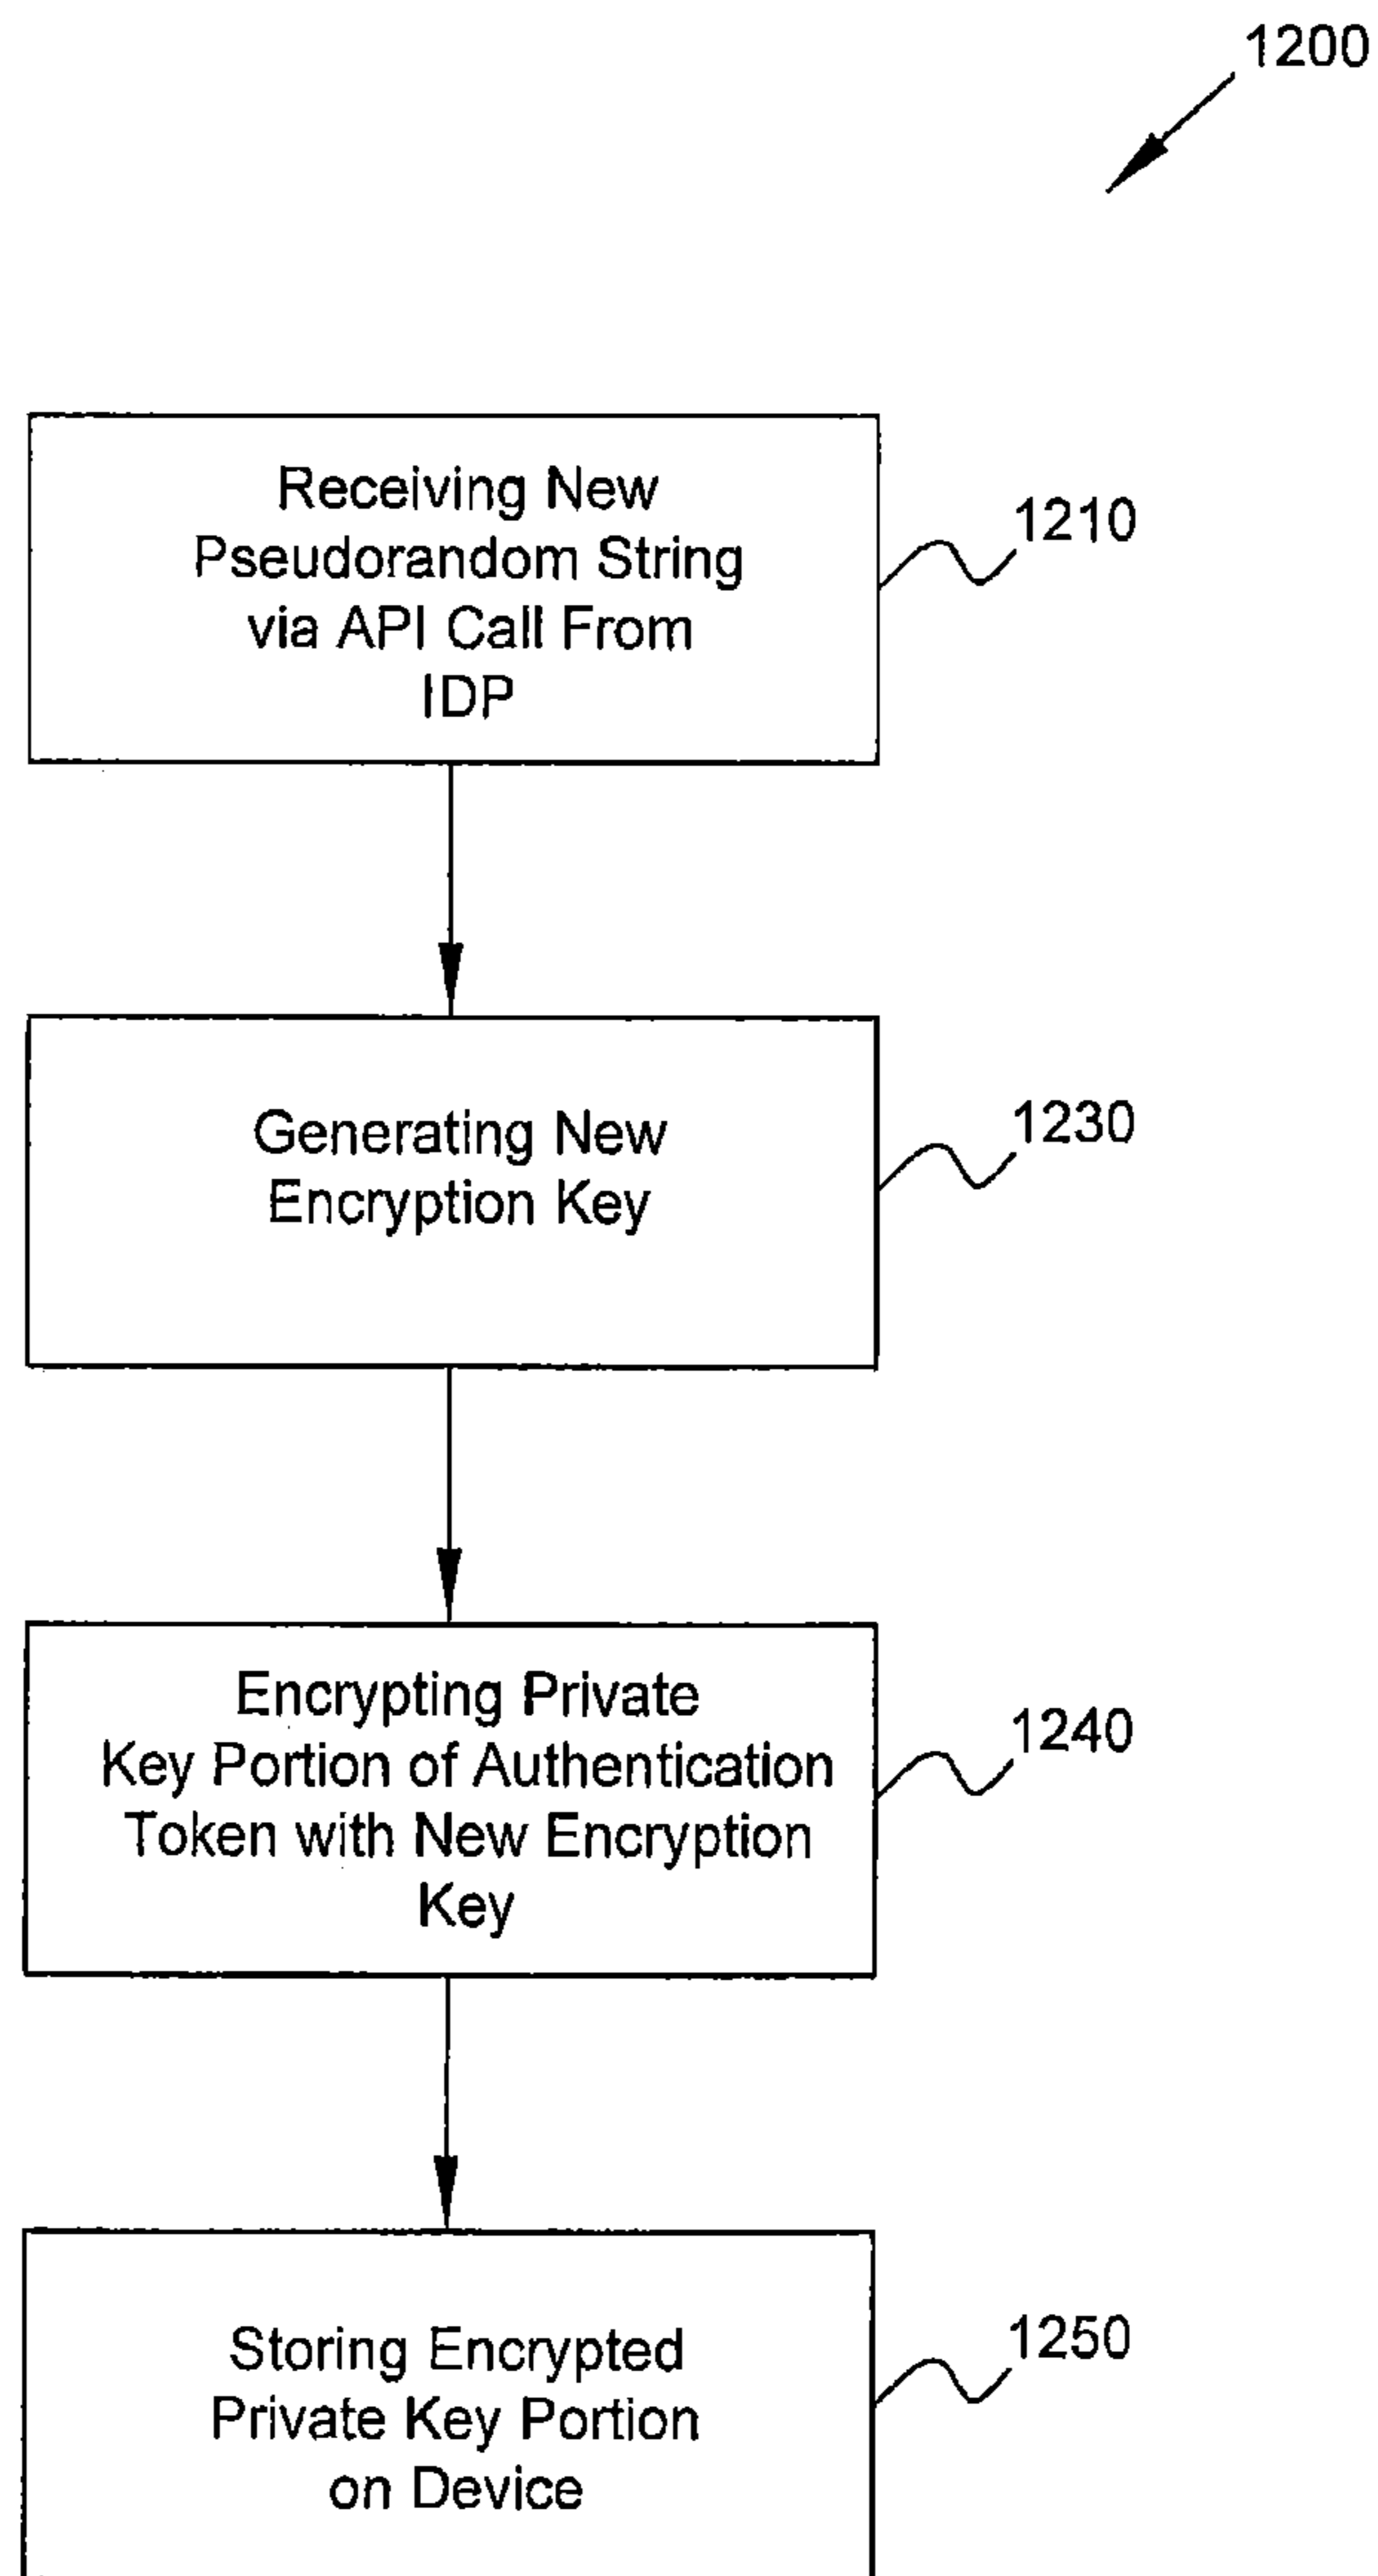 1200
Receiving New
Pseudorandom String
via API Call From
IDP
1210
Generating New
Encryption Key
1230
Encrypting Private
Key Portion of Authentication
Token with New Encryption
Key
1240
Storing Encrypted
Private Key Portion
on Device
1250